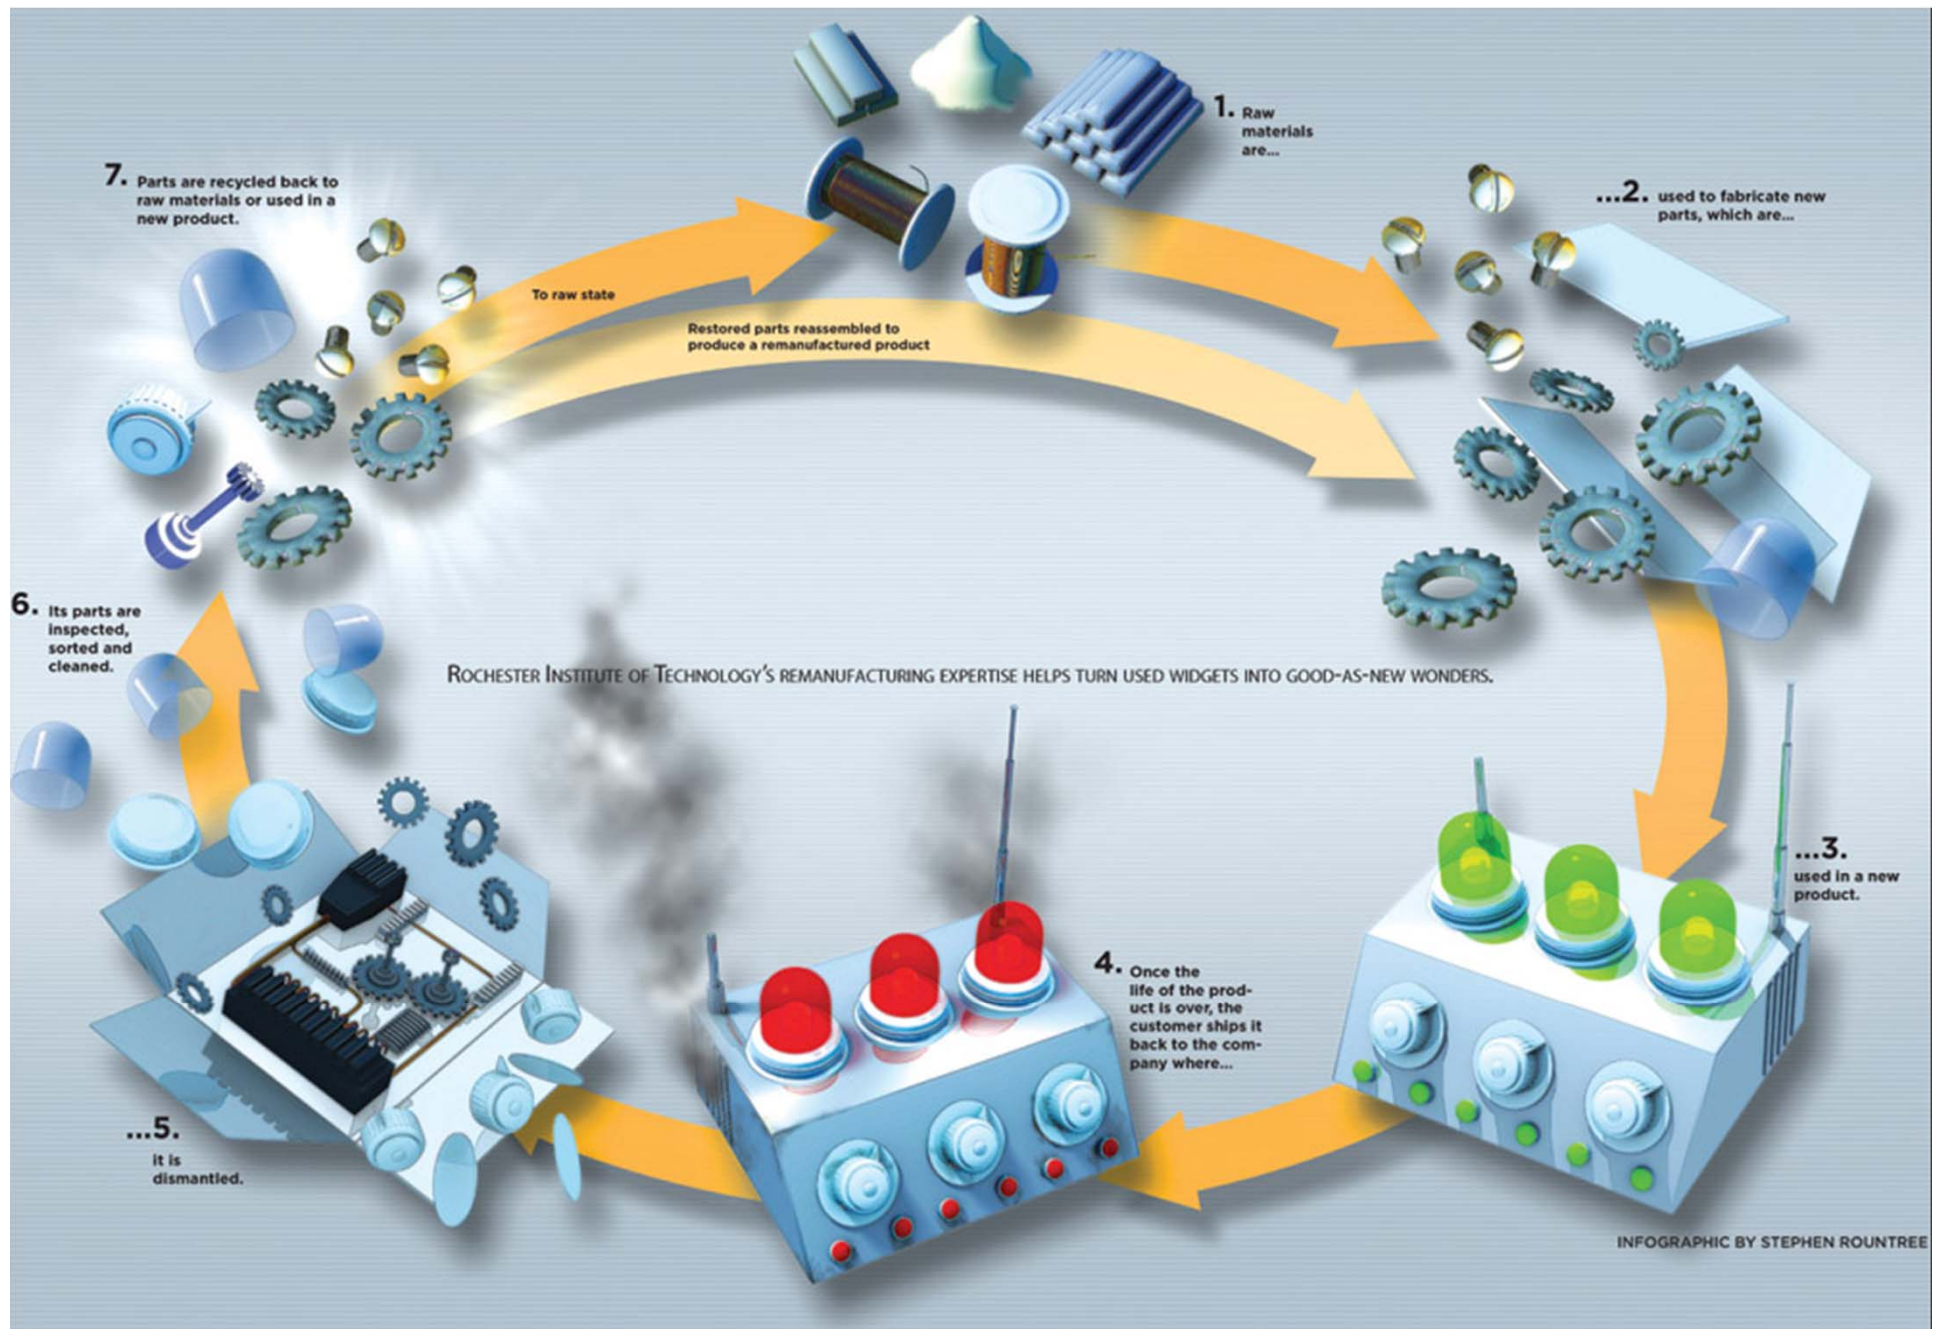 1. Raw
materials
are...
...2. used to fabricate new
parts, which are...
...3.
used in a new
product.
4. Once the
life of the prod-
uct is over, the
customer ships it
back to the com-
pany where...
...5.
it is
dismantled.
6. Its parts are
inspected,
sorted and
cleaned.
7. Parts are recycled back to
raw materials or used in a
new product.
To raw state
Restored parts reassembled to
produce a remanufactured product
ROCHESTER INSTITUTE OF TECHNOLOGY'S REMANUFACTURING EXPERTISE HELPS TURN USED WIDGETS INTO GOOD-AS-NEW WONDERS.
INFOGRAPHIC BY STEPHEN ROUNTREE